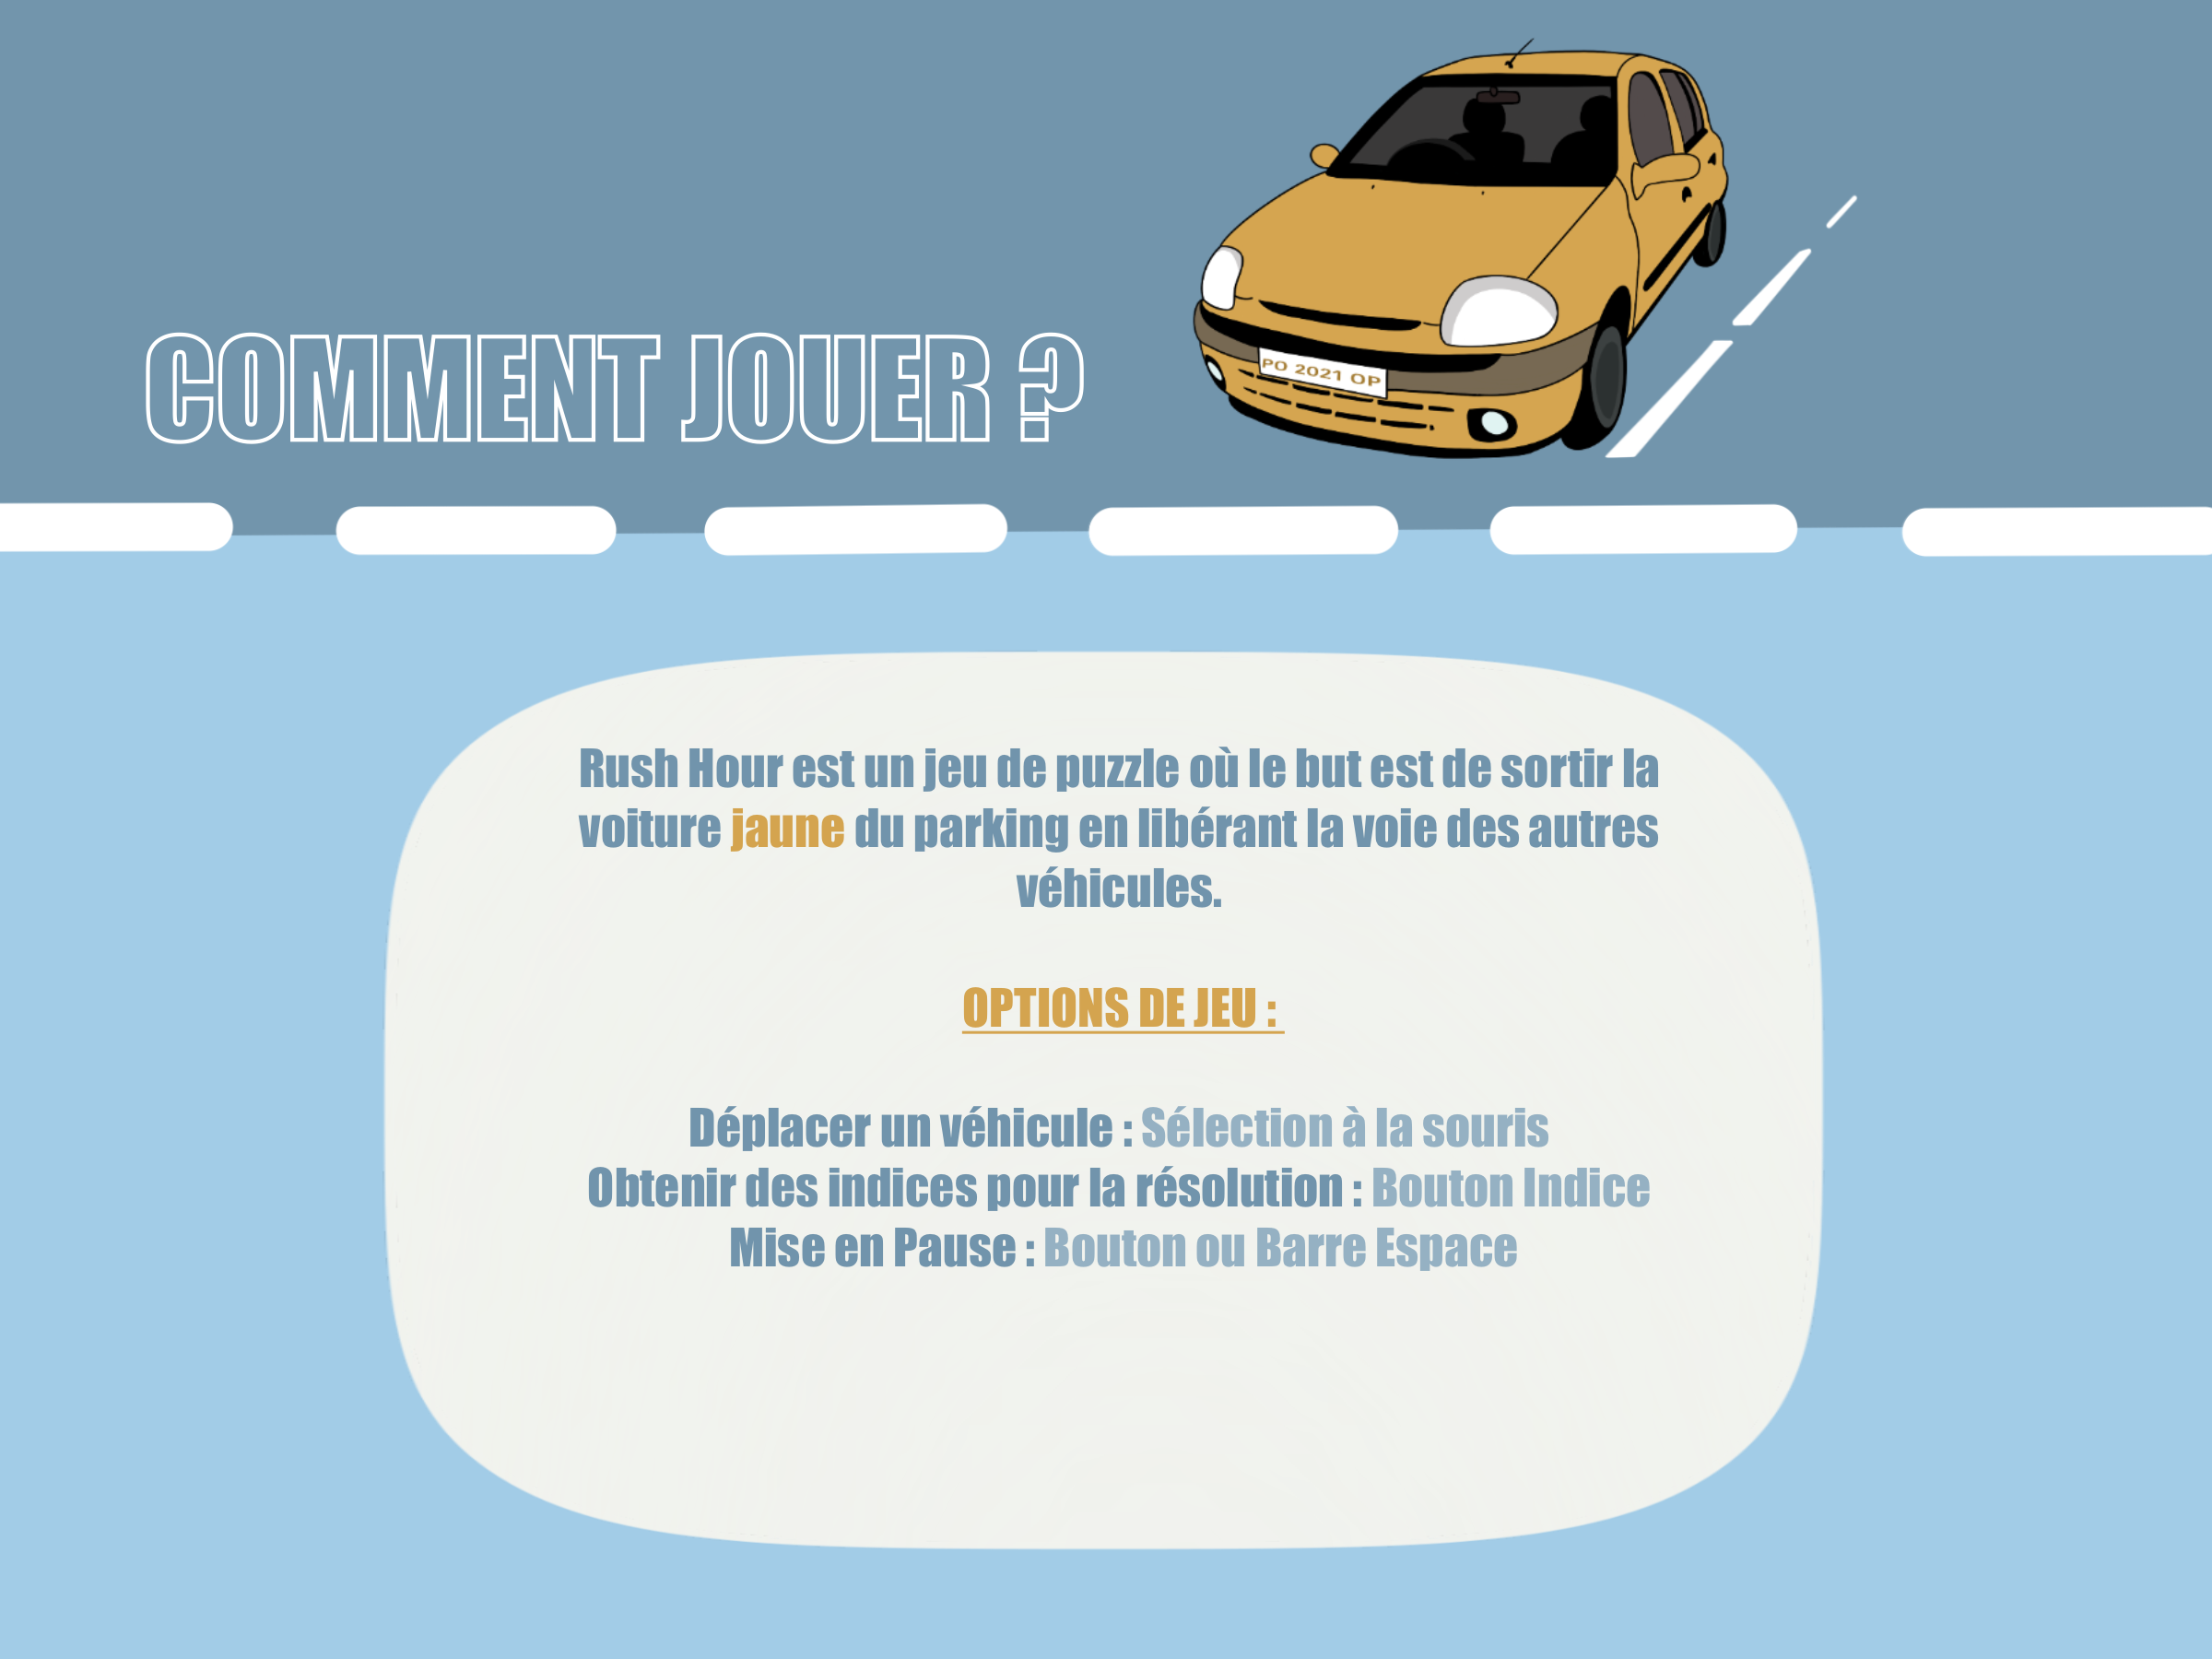 COMMENT JOUER ?
PO 2021 OP
Rush Hour est un jeu de puzzle où le but est de sortir la
voiture jaune du parking en libérant la voie des autres
véhicules.
OPTIONS DE JEU :
Déplacer un véhicule : Sélection à la souris
Obtenir des indices pour la résolution : Bouton Indice
Mise en Pause : Bouton ou Barre Espace